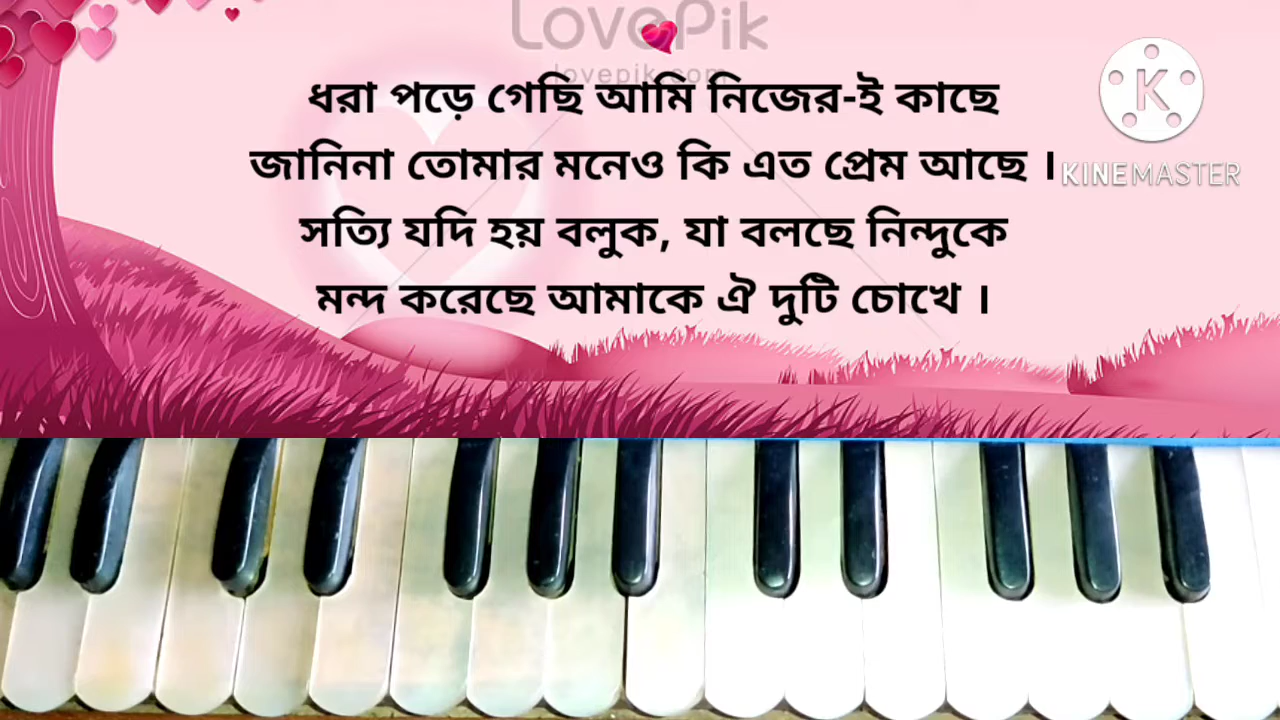 LovePik
lovepik.com
ধরা পড়ে গেছি আমি নিজের-ই কাছে
জানিনা তোমার মনেও কি এত প্রেম আছে ।
সত্যি যদি হয় বলুক, যা বলছে নিন্দুকে
মন্দ করেছে আমাকে ঐ দুটি চোখে ।
K
KINEMASTER